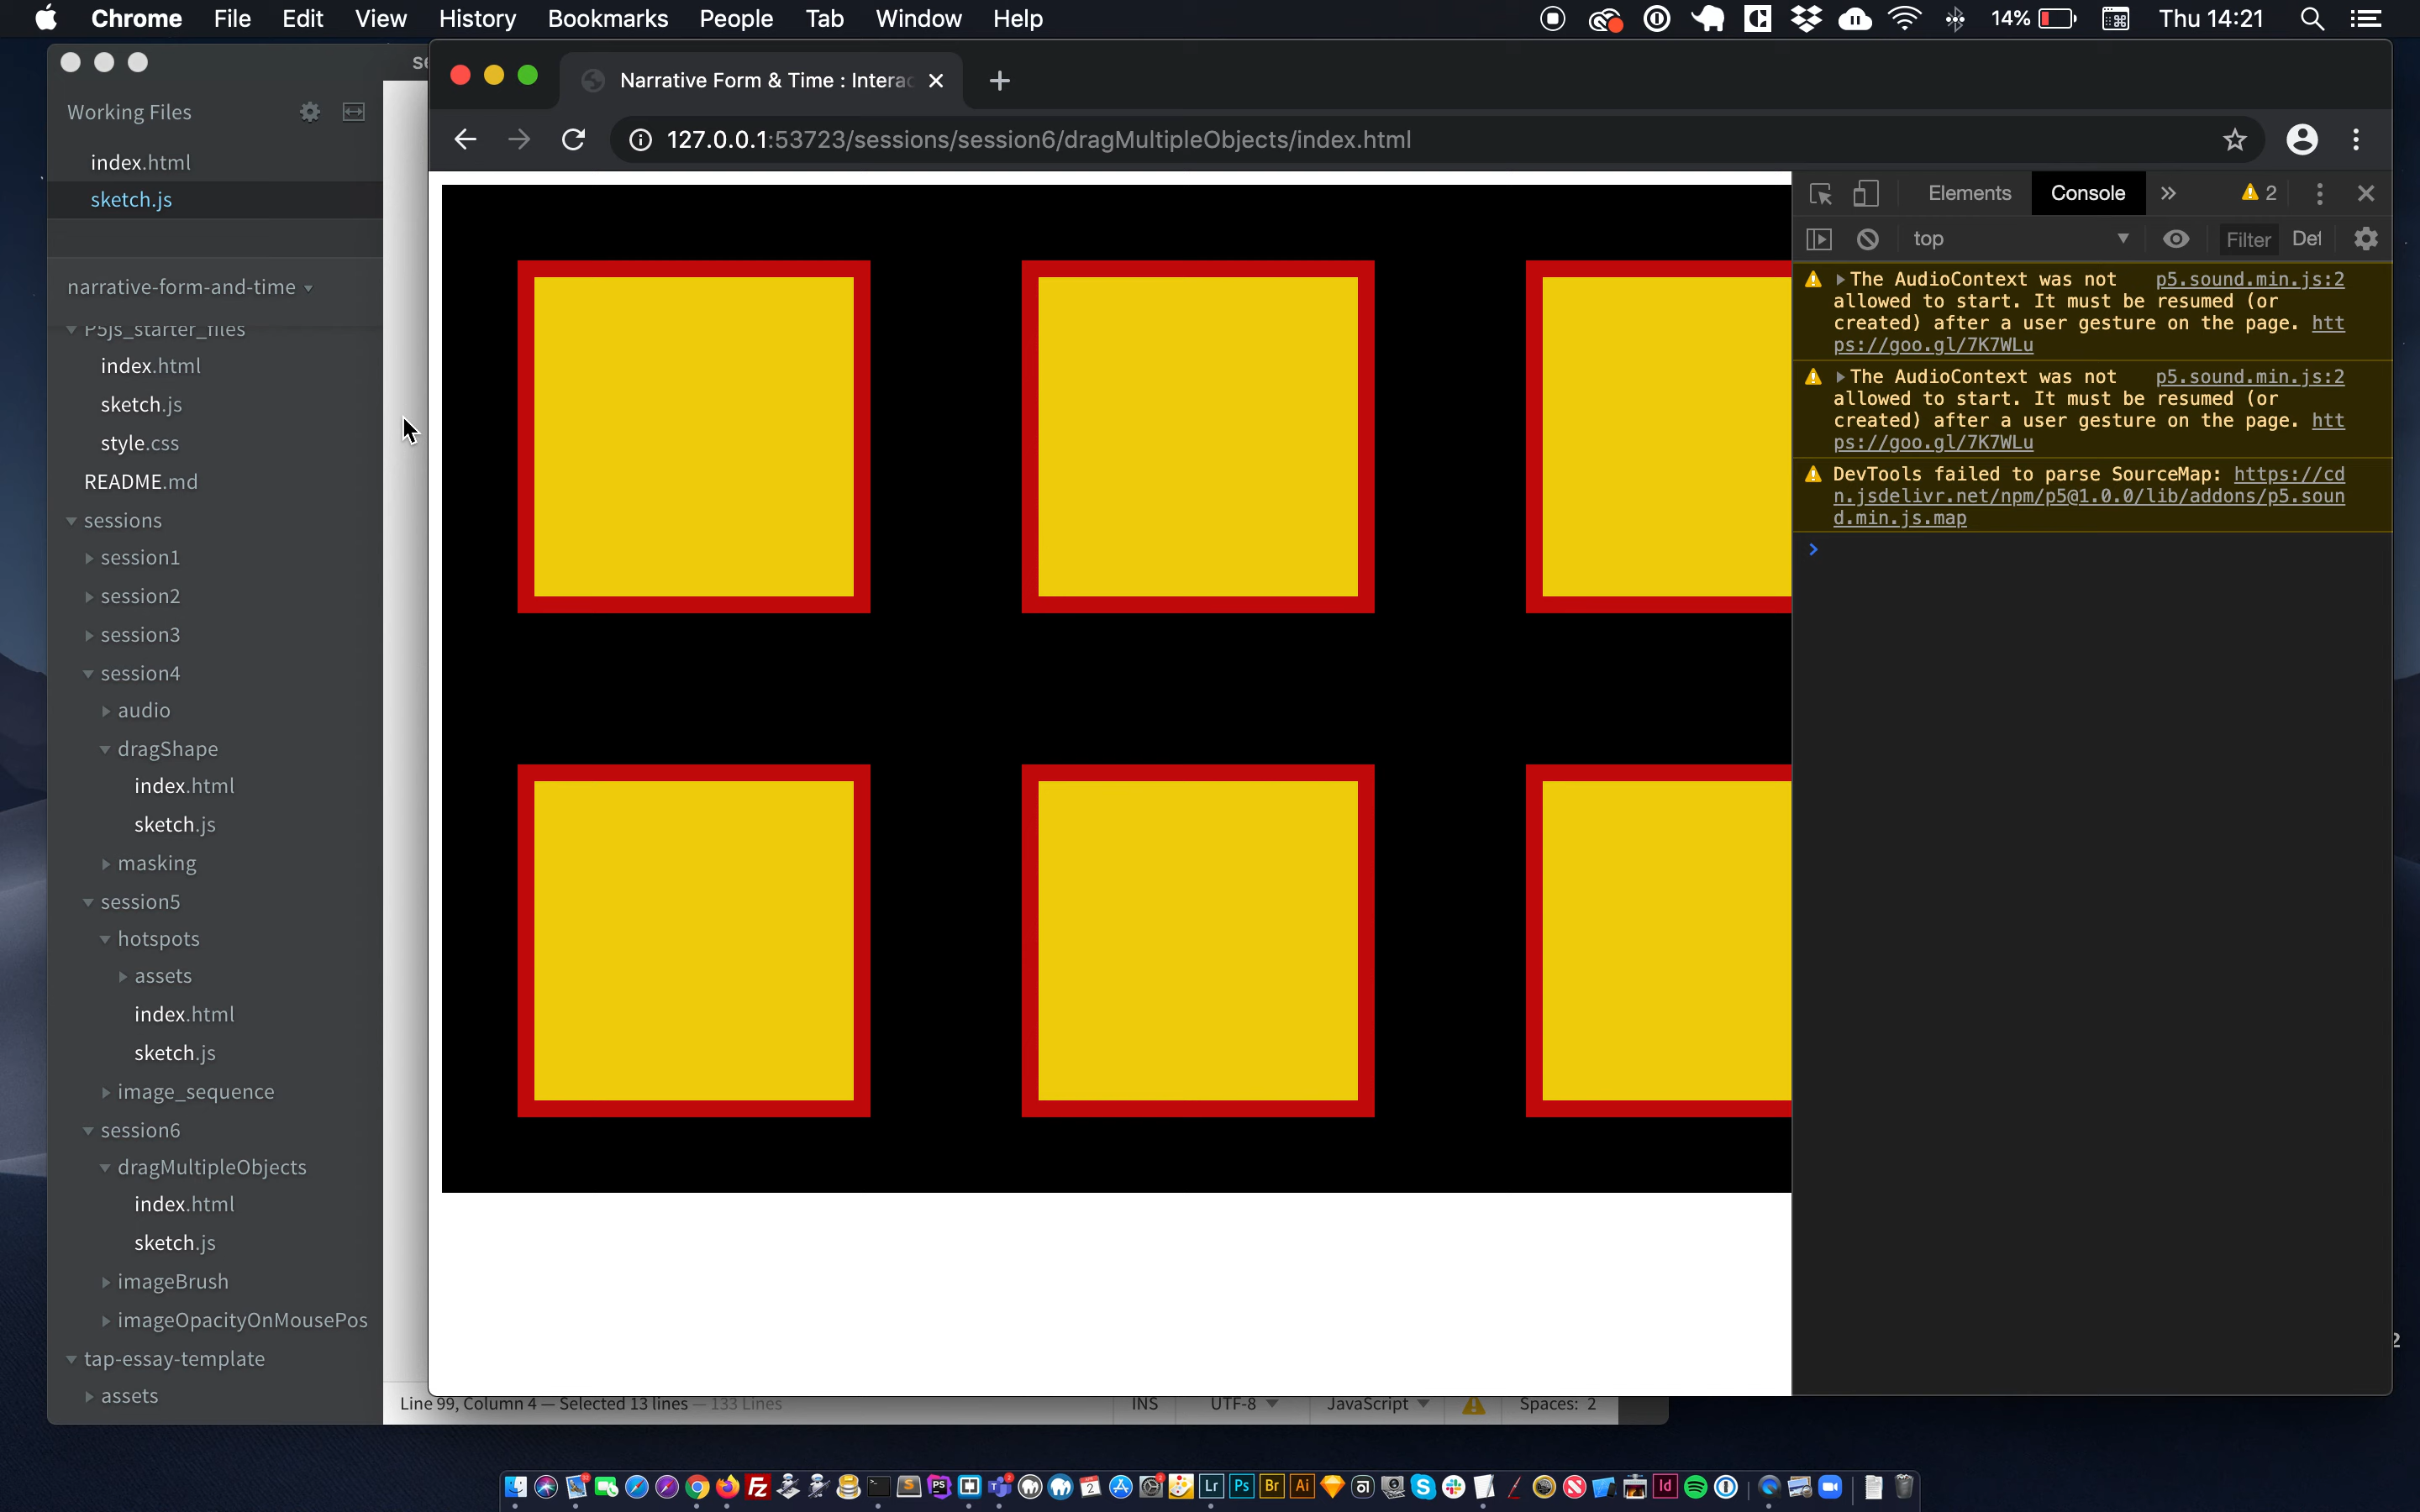 Chrome File Edit View History Bookmarks People Tab Window Help
14% Thu 14:21
Working Files
index.html
sketch.js
narrative-form-and-time
P5js_starter_files
index.html
sketch.js
style.css
README.md
sessions
session1
session2
session3
session4
audio
dragShape
index.html
sketch.js
masking
session5
hotspots
assets
index.html
sketch.js
image_sequence
session6
dragMultipleObjects
index.html
sketch.js
imageBrush
imageOpacityOnMousePos
tap-essay-template
assets
Narrative Form & Time : Interac
127.0.0.1:53723/sessions/session6/dragMultipleObjects/index.html
Elements Console » 2
top Filter Def
The AudioContext was not p5.sound.min.js:2
allowed to start. It must be resumed (or
created) after a user gesture on the page. htt
ps://goo.gl/7K7WLu
The AudioContext was not p5.sound.min.js:2
allowed to start. It must be resumed (or
created) after a user gesture on the page. htt
ps://goo.gl/7K7WLu
DevTools failed to parse SourceMap: https://cd
n.jsdelivr.net/npm/p5@1.0.0/lib/addons/p5.soun
d.min.js.map
Line 99, Column 4 — Selected 13 lines — 133 Lines
INS UTF-8 JavaScript Spaces: 2
Lr Ps Br Ai Id